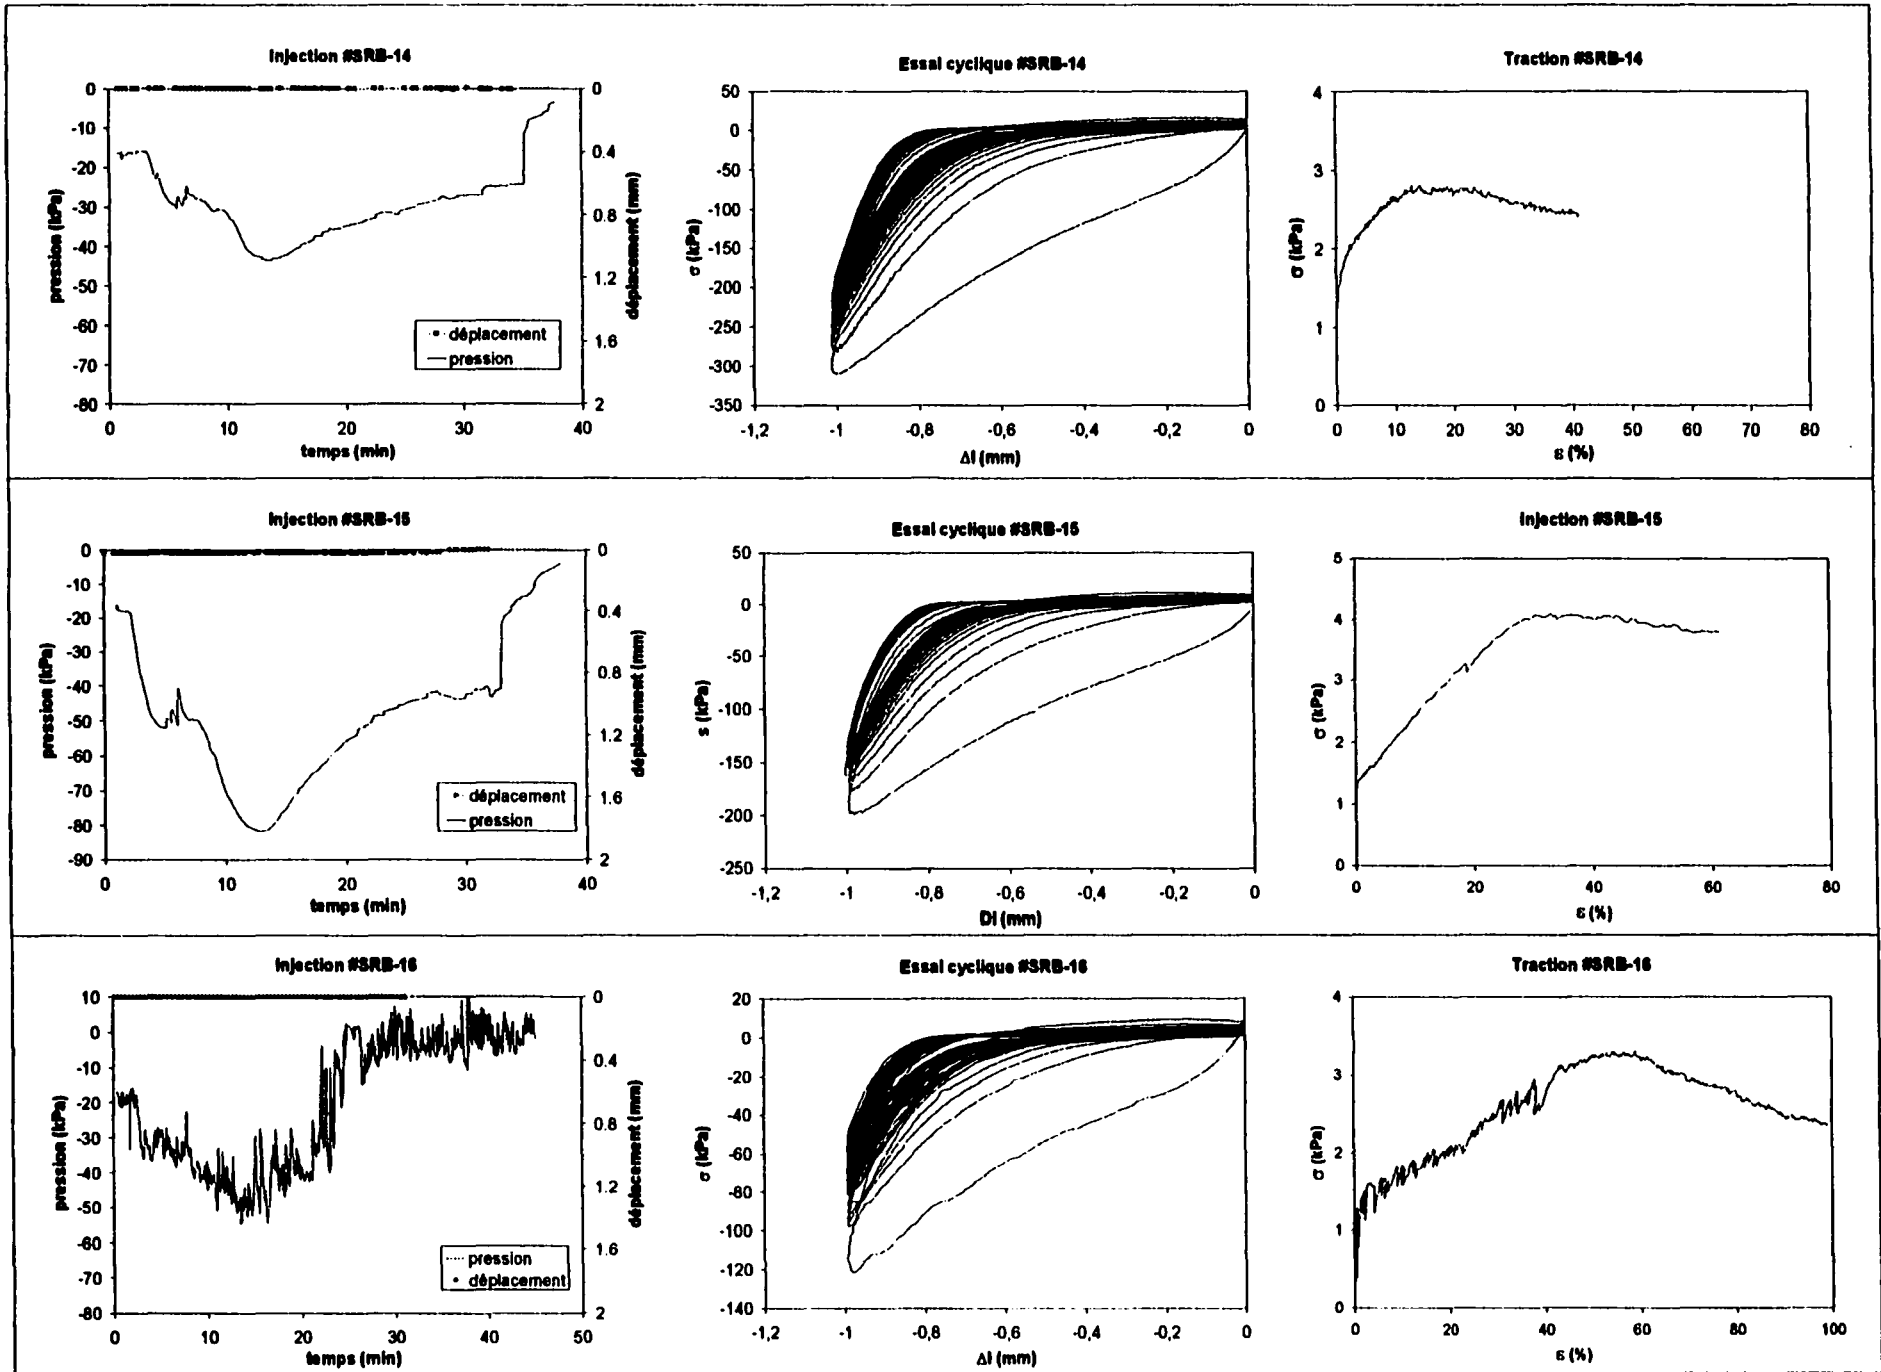 Injection #SRB-14
0
-10
-20
-30
-40
-50
-60
-70
-80
pression (kPa)
0
0.4
0.8
1.2
1.6
2
déplacement (mm)
déplacement
pression
0 10 20 30 40
temps (min)
Essai cyclique #SRB-14
50
0
-50
-100
-150
-200
-250
-300
-350
σ (kPa)
-1,2 -1 -0,8 -0,6 -0,4 -0,2 0
Δl (mm)
Traction #SRB-14
4
3
2
1
0
σ (kPa)
0 10 20 30 40 50 60 70 80
ε (%)
Injection #SRB-15
0
-10
-20
-30
-40
-50
-60
-70
-80
-90
pression (kPa)
0
0.4
0.8
1.2
1.6
2
déplacement (mm)
déplacement
pression
0 10 20 30 40
temps (min)
Essai cyclique #SRB-15
50
0
-50
-100
-150
-200
-250
s (kPa)
-1,2 -1 -0,8 -0,6 -0,4 -0,2 0
Dl (mm)
Injection #SRB-15
5
4
3
2
1
0
σ (kPa)
0 20 40 60 80
ε (%)
Injection #SRB-16
10
0
-10
-20
-30
-40
-50
-60
-70
-80
pression (kPa)
0
0.4
0.8
1.2
1.6
2
déplacement (mm)
pression
déplacement
0 10 20 30 40 50
temps (min)
Essai cyclique #SRB-16
20
0
-20
-40
-60
-80
-100
-120
-140
σ (kPa)
-1,2 -1 -0,8 -0,6 -0,4 -0,2 0
Δl (mm)
Traction #SRB-16
4
3
2
1
0
σ (kPa)
0 20 40 60 80 100
ε (%)